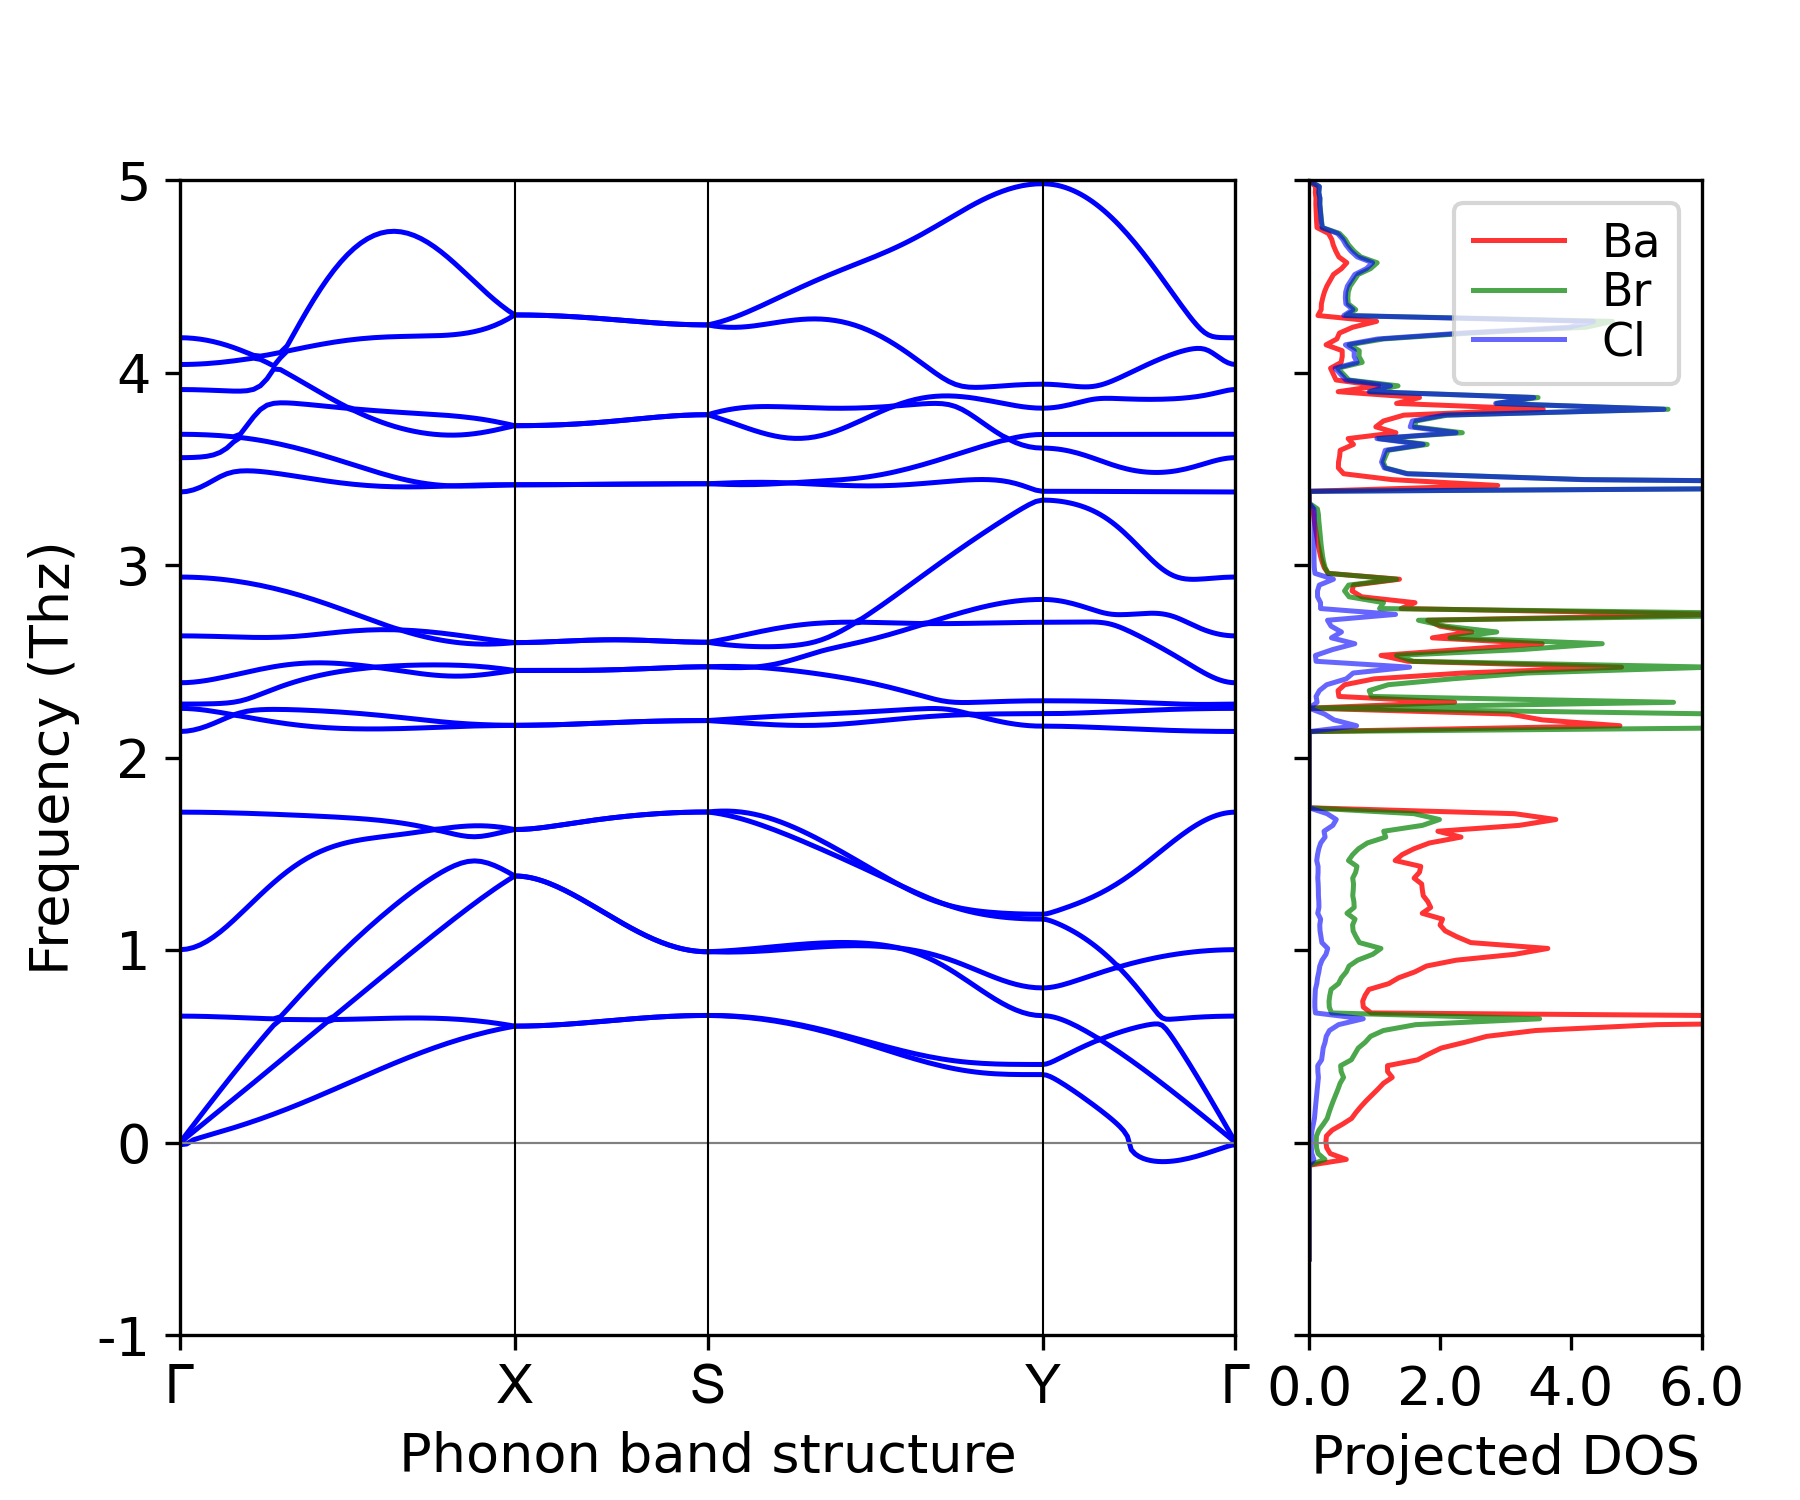 5
4
3
2
1
0
-1
Frequency (Thz)
Γ X S Y Γ
Phonon band structure
Ba
Br
Cl
0.0 2.0 4.0 6.0
Projected DOS